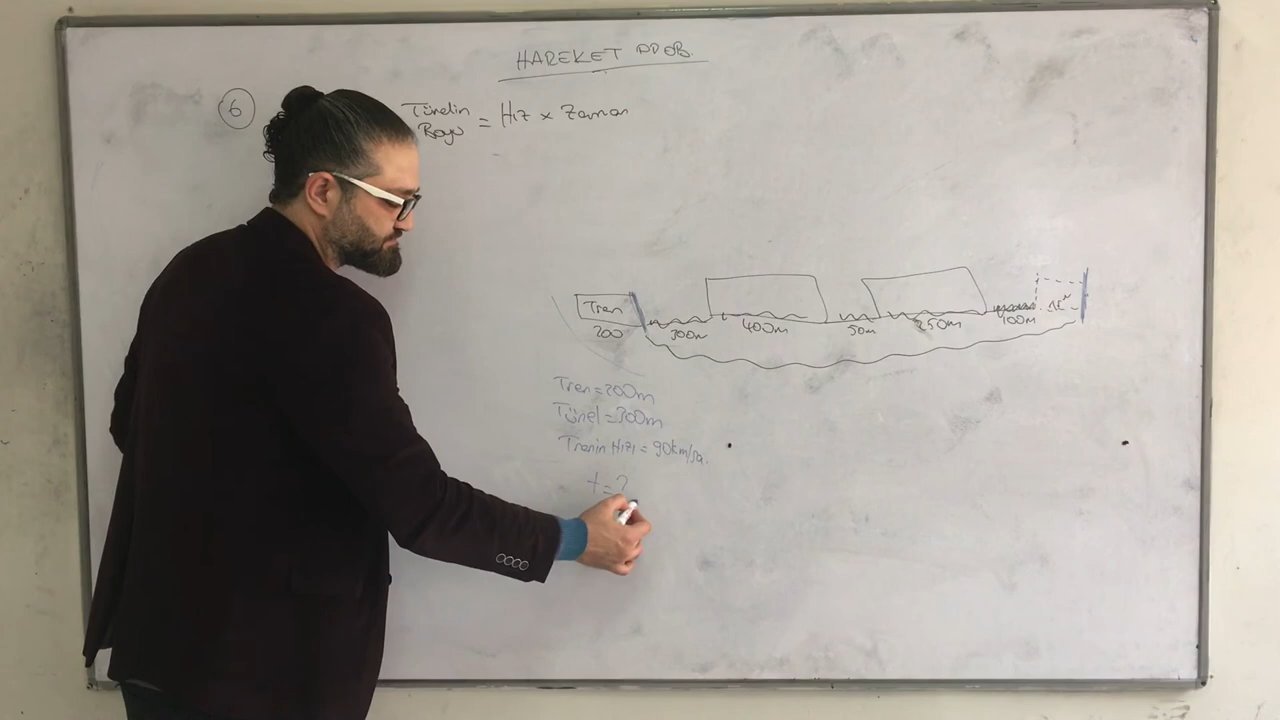 HAREKET PROB.
6
Tünelin Boyu = Hız x Zaman
Tren
200 300m 400m 50m 250m 100m
Tren=200m
Tünel=300m
Trenin Hızı = 90km/sa.
t=?